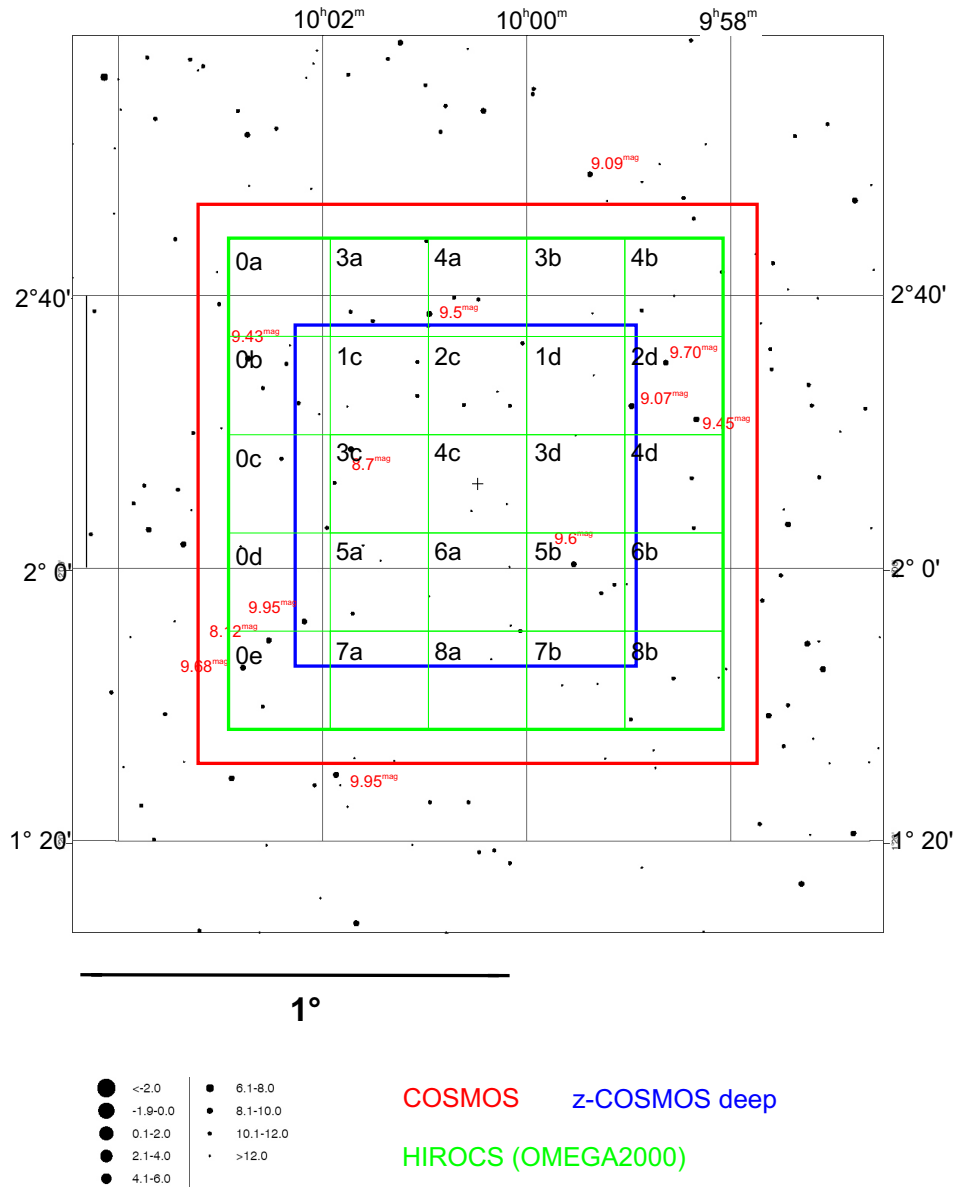 10h02m 10h00m 9h58m
9.09mag
0a 3a 4a 3b 4b
2°40' 2°40'
9.5mag
9.43mag
0b 1c 2c 1d 2d 9.70mag
9.07mag
9.45mag
0c 3c 4c 3d 4d
8.7mag
9.6mag
0d 5a 6a 5b 6b
2° 0' 2° 0'
9.95mag
8.12mag
0e 7a 8a 7b 8b
9.68mag
9.95mag
1° 20' 1° 20'
1°
<-2.0 6.1-8.0
-1.9-0.0 8.1-10.0
0.1-2.0 10.1-12.0
2.1-4.0 >12.0
4.1-6.0
COSMOS z-COSMOS deep
HIROCS (OMEGA2000)